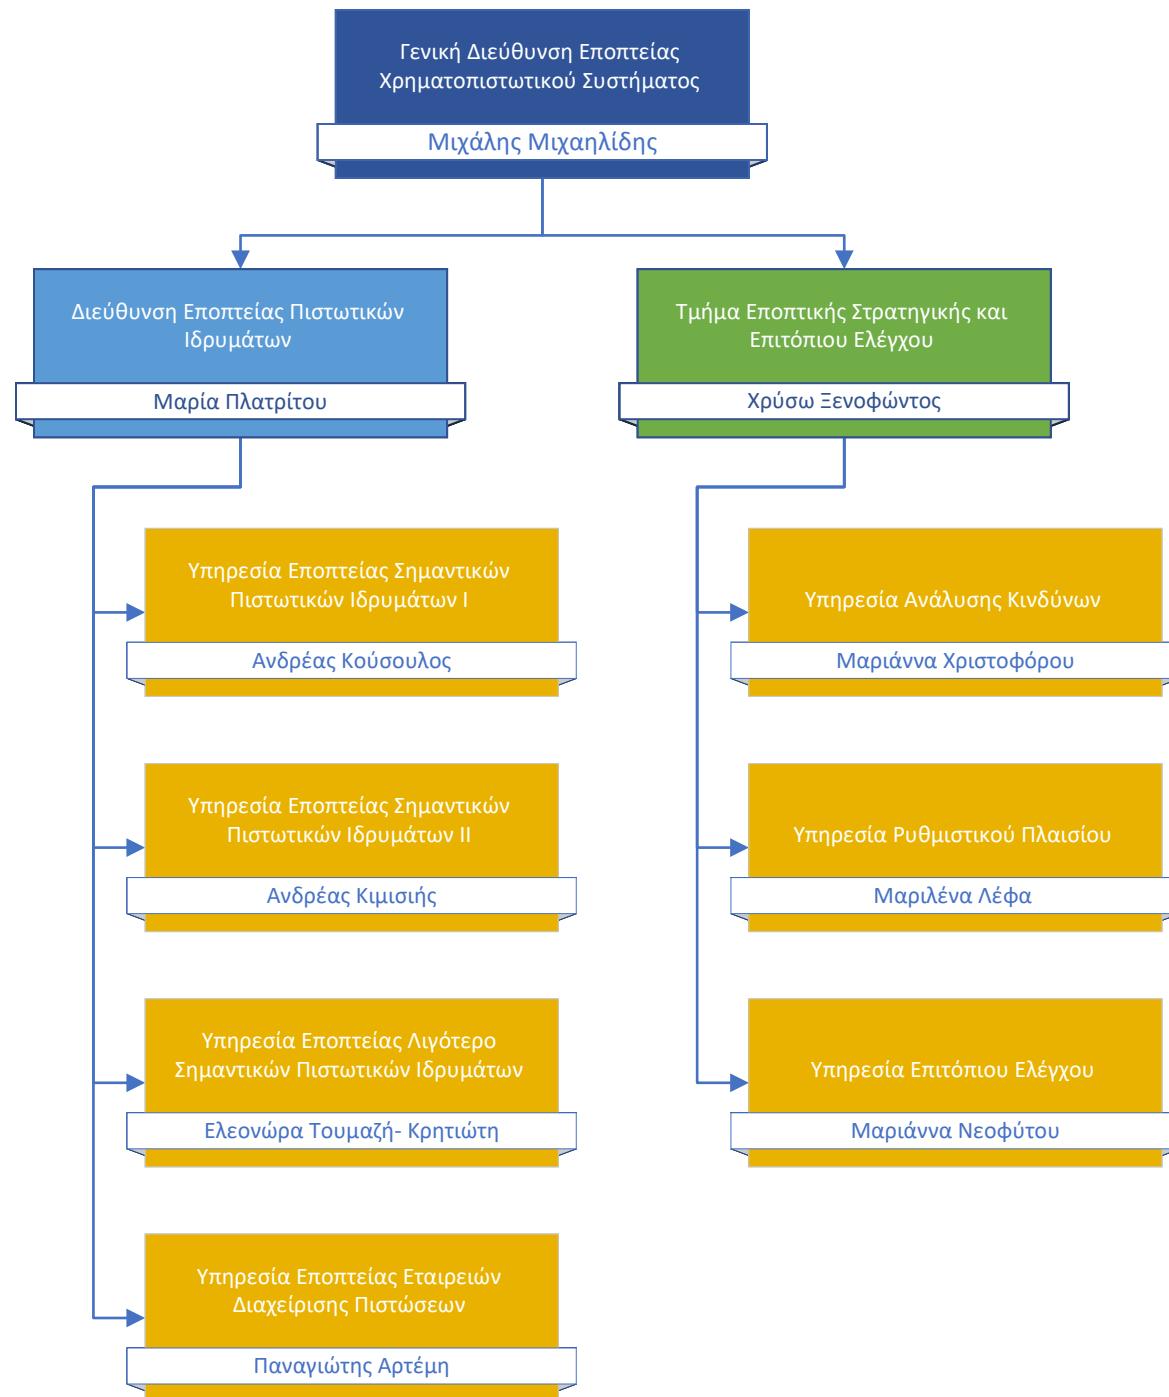 Γενική Διεύθυνση Εποπτείας
Χρηματοπιστωτικού Συστήματος
Μιχάλης Μιχαηλίδης
Διεύθυνση Εποπτείας Πιστωτικών
Ιδρυμάτων
Μαρία Πλατρίτου
Τμήμα Εποπτικής Στρατηγικής και
Επιτόπιου Ελέγχου
Χρύσω Ξενοφώντος
Υπηρεσία Εποπτείας Σημαντικών
Πιστωτικών Ιδρυμάτων Ι
Ανδρέας Κούσουλος
Υπηρεσία Ανάλυσης Κινδύνων
Μαριάννα Χριστοφόρου
Υπηρεσία Εποπτείας Σημαντικών
Πιστωτικών Ιδρυμάτων ΙΙ
Ανδρέας Κιμισιής
Υπηρεσία Ρυθμιστικού Πλαισίου
Μαριλένα Λέφα
Υπηρεσία Εποπτείας Λιγότερο
Σημαντικών Πιστωτικών Ιδρυμάτων
Ελεονώρα Τουμαζή- Κρητιώτη
Υπηρεσία Επιτόπιου Ελέγχου
Μαριάννα Νεοφύτου
Υπηρεσία Εποπτείας Εταιρειών
Διαχείρισης Πιστώσεων
Παναγιώτης Αρτέμη